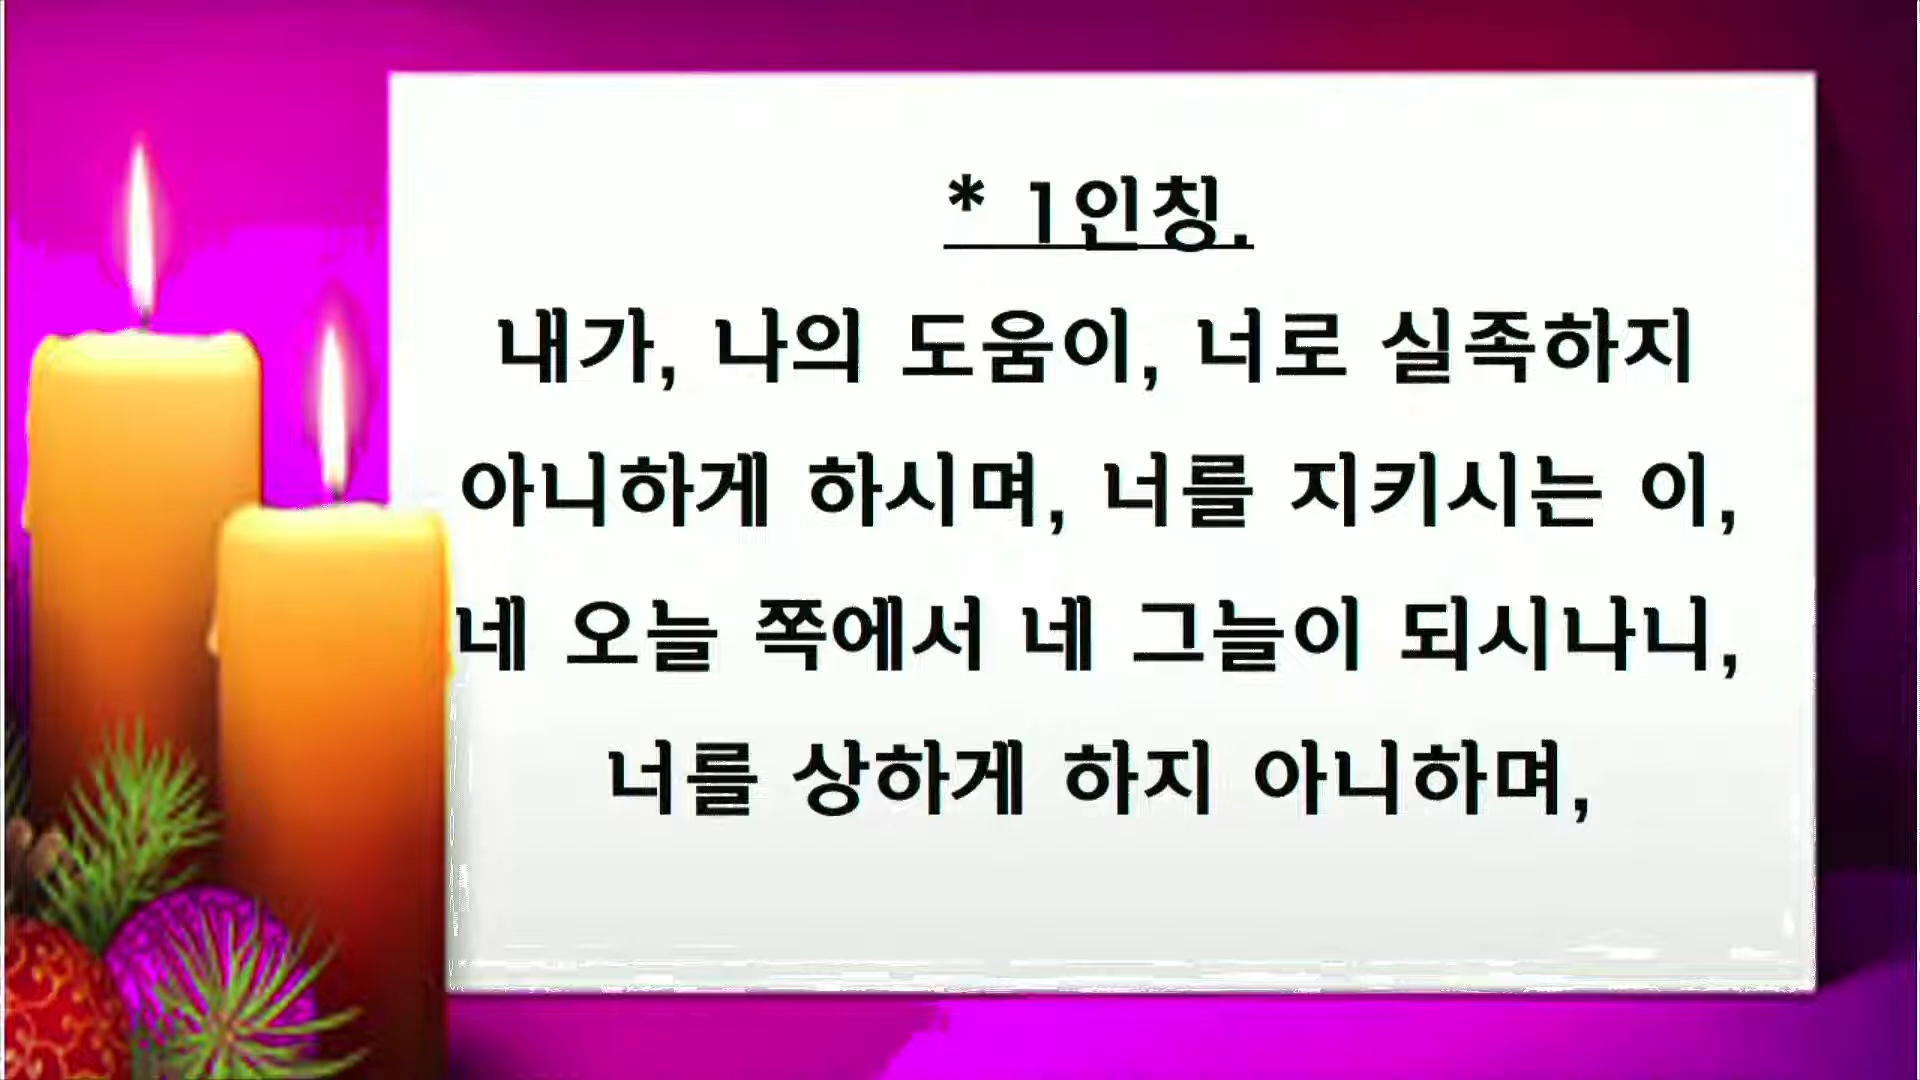 * 1인칭.
내가, 나의 도움이, 너로 실족하지
아니하게 하시며, 너를 지키시는 이,
네 오늘 쪽에서 네 그늘이 되시나니,
너를 상하게 하지 아니하며,